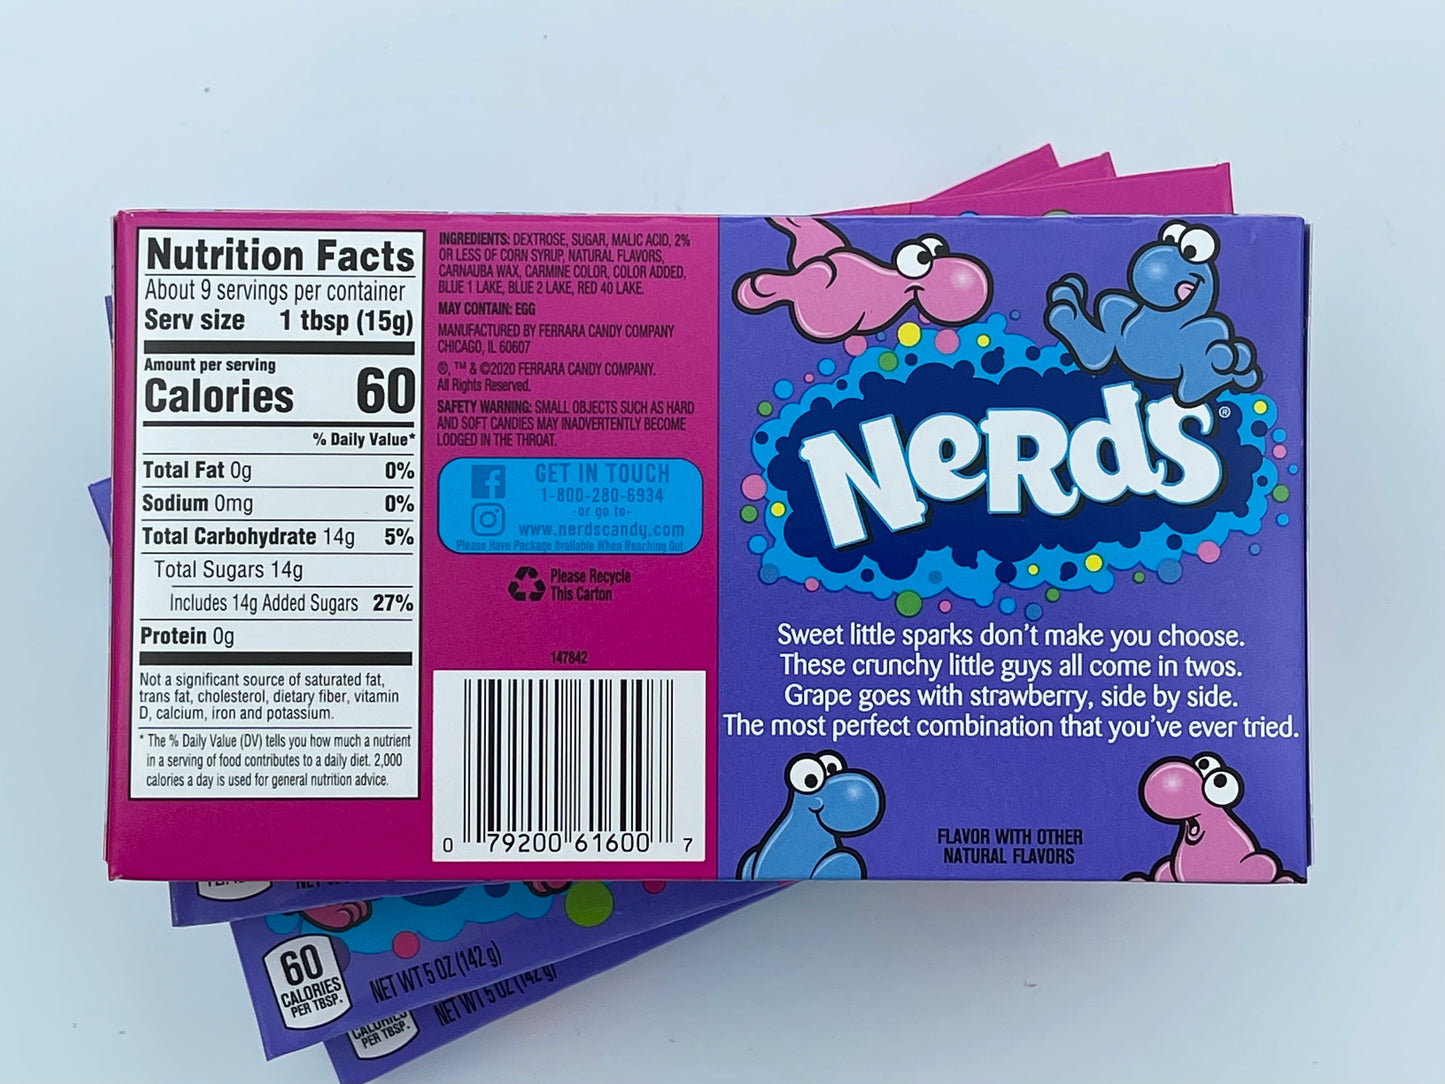 Nutrition Facts
About 9 servings per container
Serv size 1 tbsp (15g)
Amount per serving
Calories 60
% Daily Value*
Total Fat 0g 0%
Sodium 0mg 0%
Total Carbohydrate 14g 5%
Total Sugars 14g
Includes 14g Added Sugars 27%
Protein 0g
Not a significant source of saturated fat,
trans fat, cholesterol, dietary fiber, vitamin
D, calcium, iron and potassium.
* The % Daily Value (DV) tells you how much a nutrient
in a serving of food contributes to a daily diet. 2,000
calories a day is used for general nutrition advice.
INGREDIENTS: DEXTROSE, SUGAR, MALIC ACID, 2%
OR LESS OF CORN SYRUP, NATURAL FLAVORS,
CARNAUBA WAX, CARMINE COLOR, COLOR ADDED,
BLUE 1 LAKE, BLUE 2 LAKE, RED 40 LAKE.
MAY CONTAIN: EGG
MANUFACTURED BY FERRARA CANDY COMPANY
CHICAGO, IL 60607
®, ™ & ©2020 FERRARA CANDY COMPANY.
All Rights Reserved.
SAFETY WARNING: SMALL OBJECTS SUCH AS HARD
AND SOFT CANDIES MAY INADVERTENTLY BECOME
LODGED IN THE THROAT.
GET IN TOUCH
1-800-280-6934
-or go to-
www.nerdscandy.com
Please Have Package Available When Reaching Out
Please Recycle
This Carton
147842
0 79200 61600 7
NeRdS®
Sweet little sparks don't make you choose.
These crunchy little guys all come in twos.
Grape goes with strawberry, side by side.
The most perfect combination that you've ever tried.
FLAVOR WITH OTHER
NATURAL FLAVORS
60
CALORIES
PER TBSP.
NET WT 5 OZ (142 g)
CALORIES
PER TBSP.
NET WT 5 OZ (142 g)